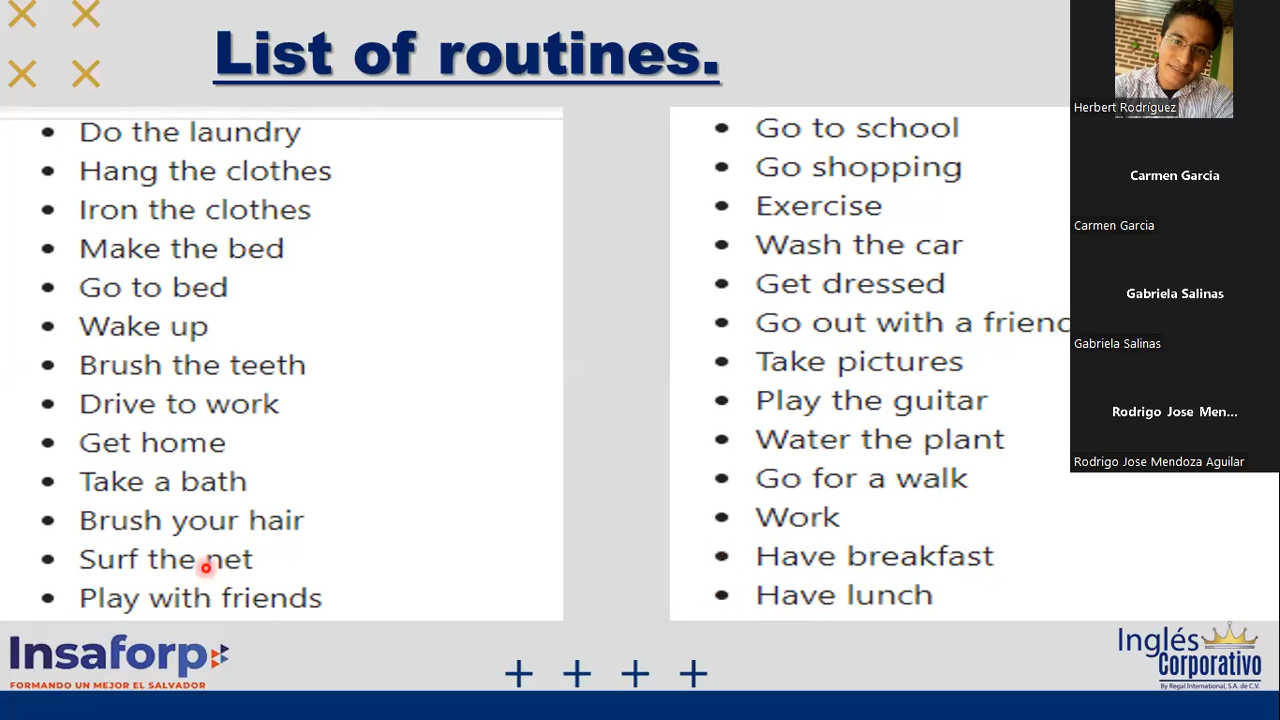 List of routines.
• Do the laundry
• Hang the clothes
• Iron the clothes
• Make the bed
• Go to bed
• Wake up
• Brush the teeth
• Drive to work
• Get home
• Take a bath
• Brush your hair
• Surf the net
• Play with friends
• Go to school
• Go shopping
• Exercise
• Wash the car
• Get dressed
• Go out with a friend
• Take pictures
• Play the guitar
• Water the plant
• Go for a walk
• Work
• Have breakfast
• Have lunch
Herbert Rodríguez
Carmen Garcia
Carmen Garcia
Gabriela Salinas
Gabriela Salinas
Rodrigo Jose Men...
Rodrigo Jose Mendoza Aguilar
Insaforp
FORMANDO UN MEJOR EL SALVADOR
Inglés
Corporativo
By Regal International, S.A. de C.V.